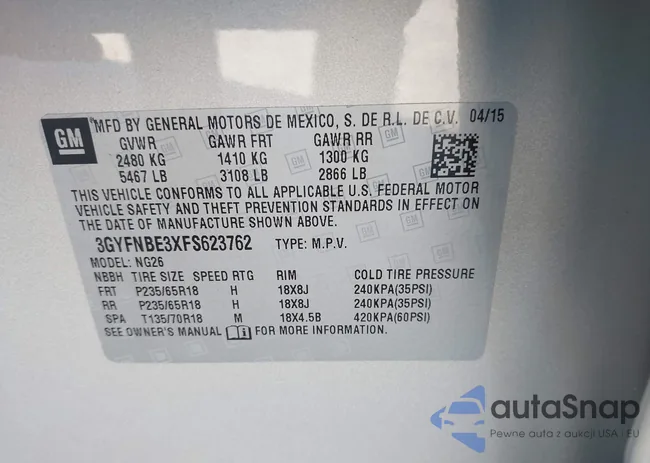 GM
MFD BY GENERAL MOTORS DE MEXICO, S. DE R.L. DE C.V. 04/15
GVWR GAWR FRT GAWR RR
2480 KG 1410 KG 1300 KG
5467 LB 3108 LB 2866 LB
THIS VEHICLE CONFORMS TO ALL APPLICABLE U.S. FEDERAL MOTOR
VEHICLE SAFETY AND THEFT PREVENTION STANDARDS IN EFFECT ON
THE DATE OF MANUFACTURE SHOWN ABOVE.
3GYFNBE3XFS623762 TYPE: M.P.V.
MODEL: NG26
NBBH TIRE SIZE SPEED RTG RIM COLD TIRE PRESSURE
FRT P235/65R18 H 18X8J 240KPA(35PSI)
RR P235/65R18 H 18X8J 240KPA(35PSI)
SPA T135/70R18 M 18X4.5B 420KPA(60PSI)
SEE OWNER'S MANUAL FOR MORE INFORMATION
autaSnap
Pewne auta z aukcji USA i EU